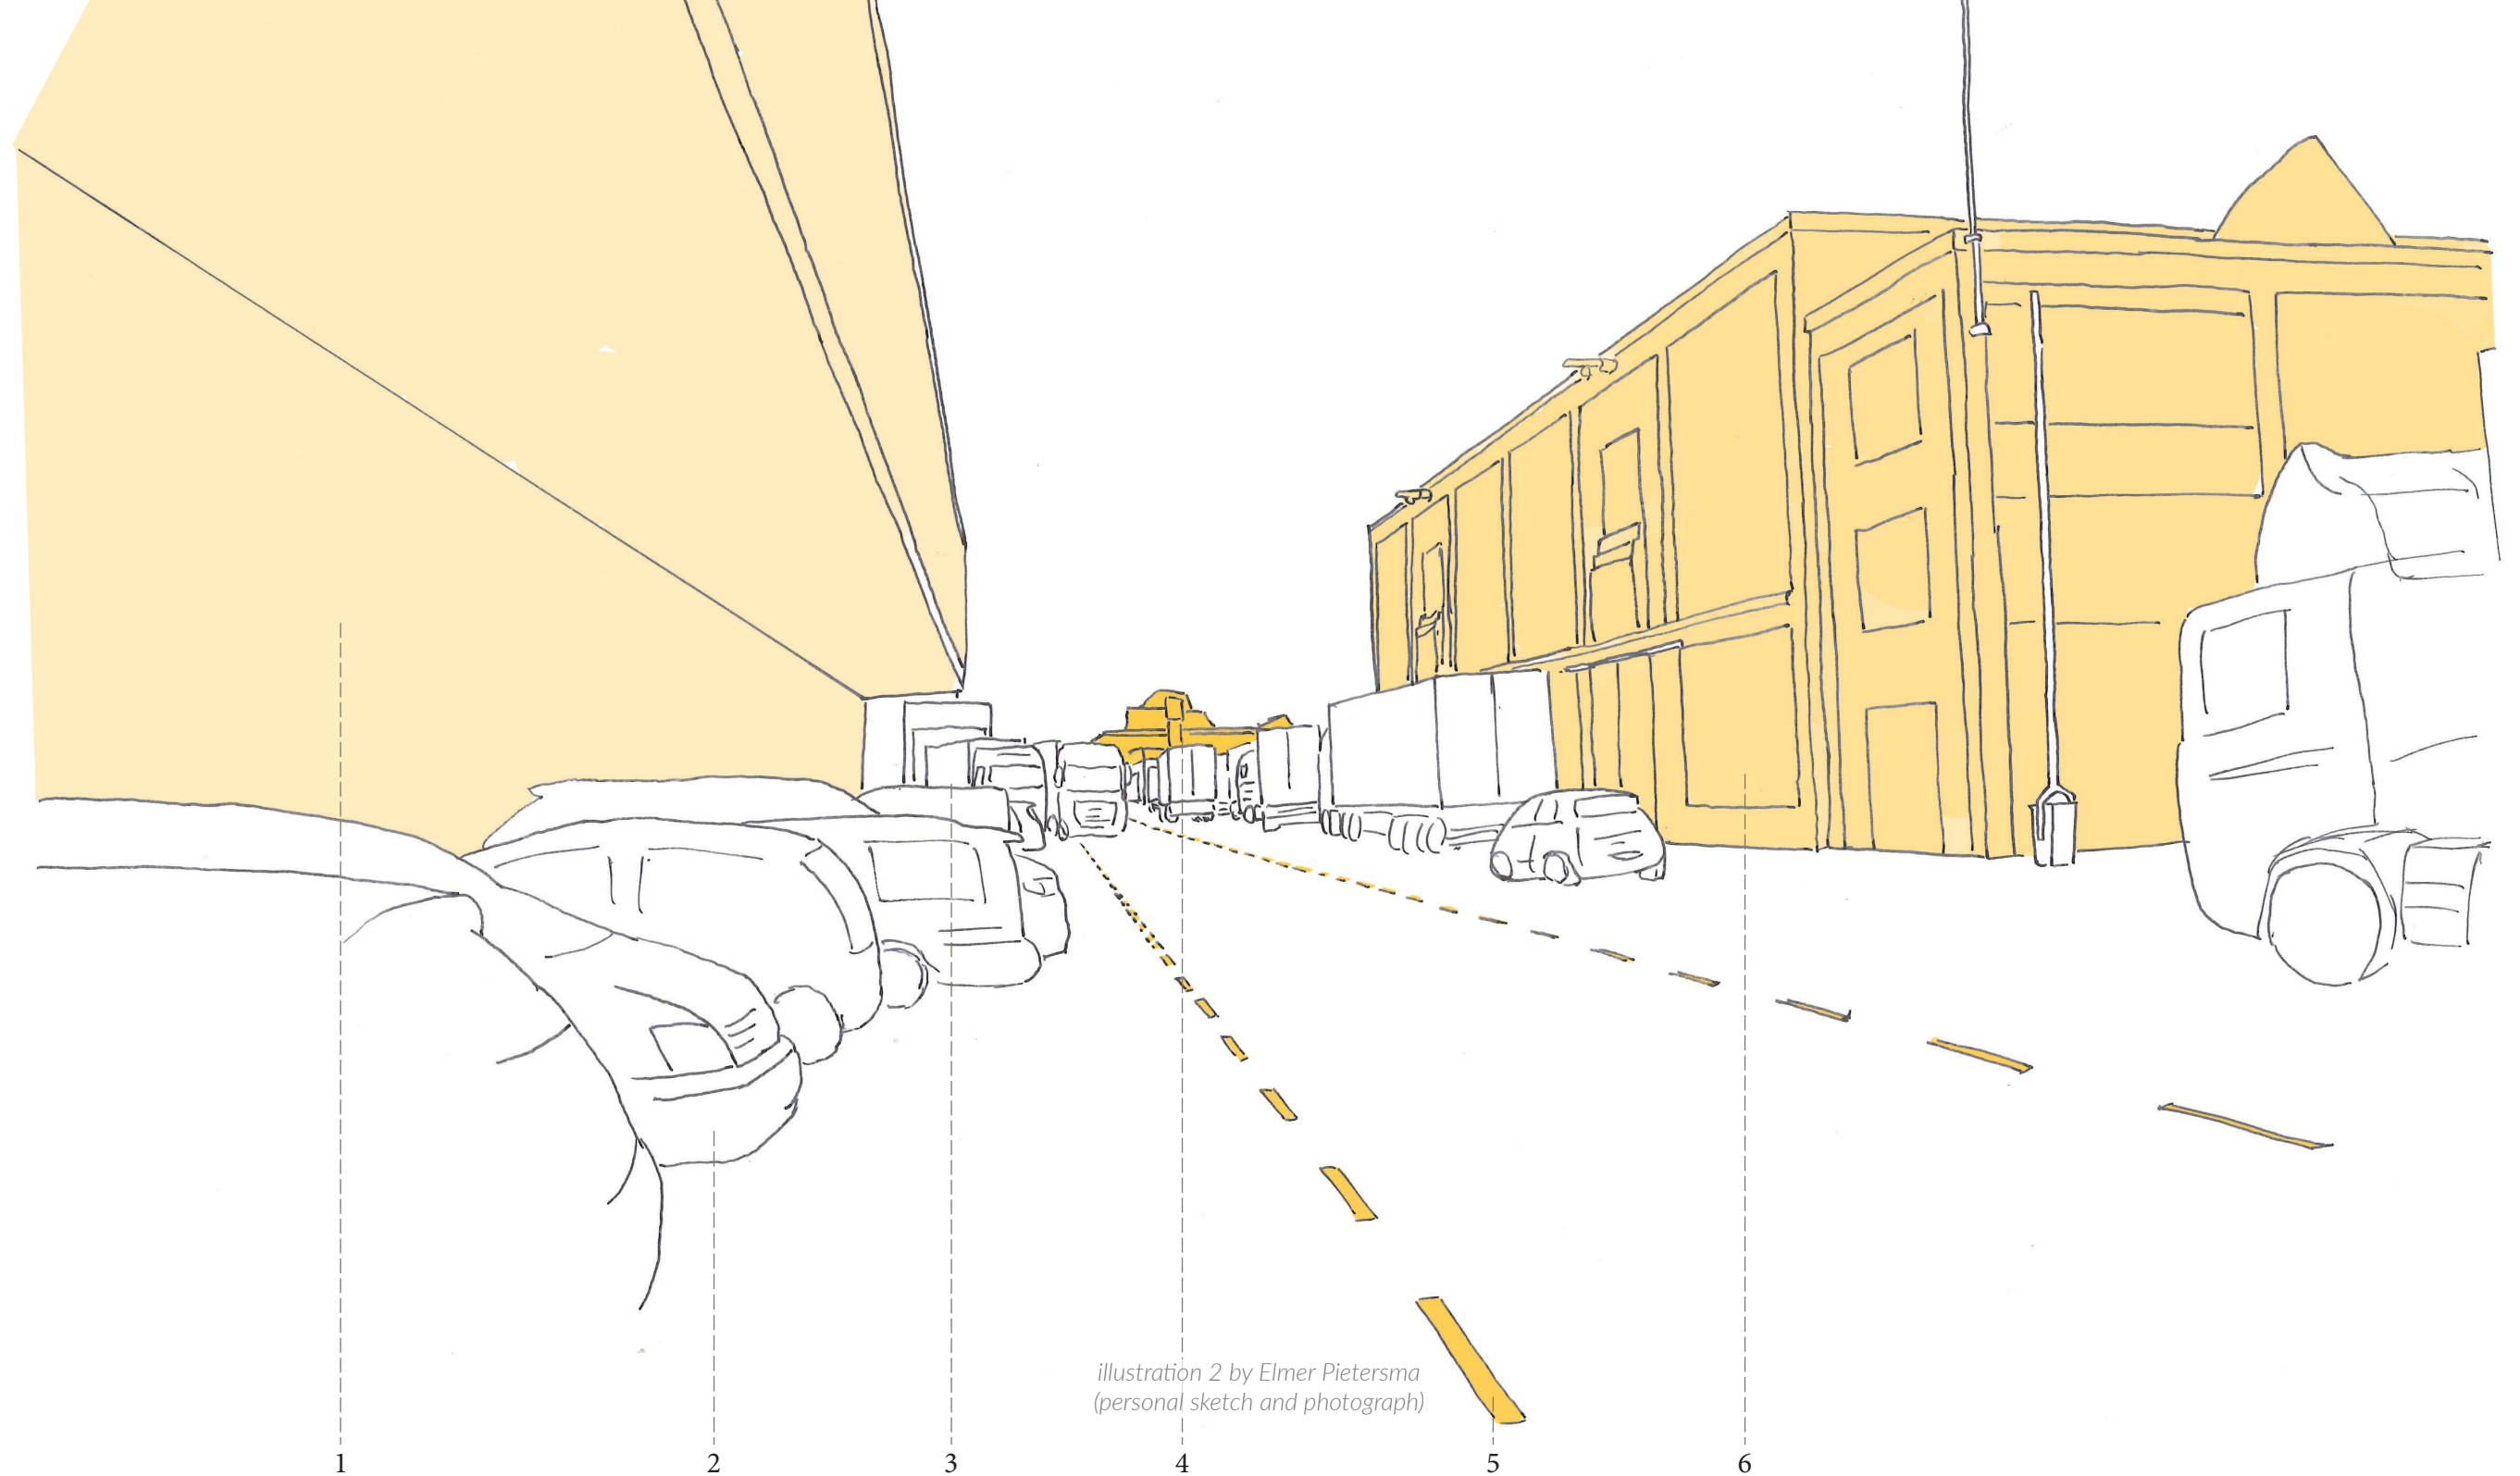 illustration 2 by Elmer Pietersma
(personal sketch and photograph)
1 2 3 4 5 6